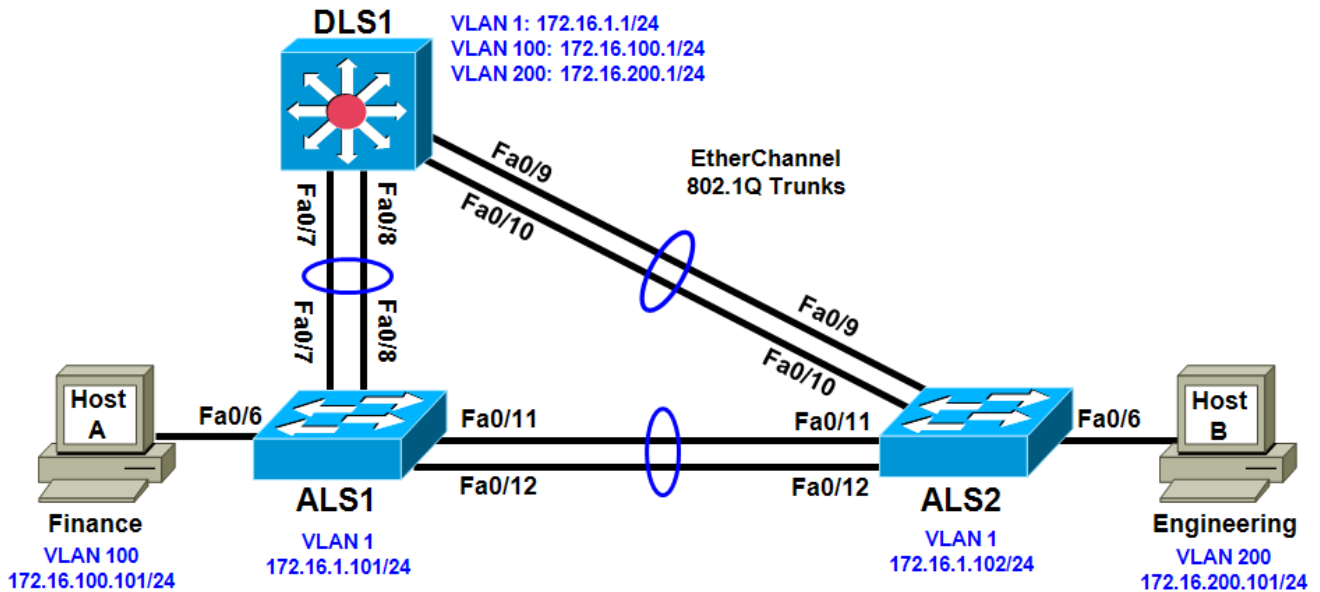 DLS1
VLAN 1: 172.16.1.1/24
VLAN 100: 172.16.100.1/24
VLAN 200: 172.16.200.1/24
EtherChannel
802.1Q Trunks
Fa0/9
Fa0/10
Fa0/7
Fa0/8
Fa0/7
Fa0/8
Fa0/9
Fa0/10
Host
A
Fa0/6
Fa0/11
Fa0/12
Fa0/11
Fa0/12
Fa0/6
Host
B
ALS1
ALS2
Finance
VLAN 100
172.16.100.101/24
VLAN 1
172.16.1.101/24
VLAN 1
172.16.1.102/24
Engineering
VLAN 200
172.16.200.101/24